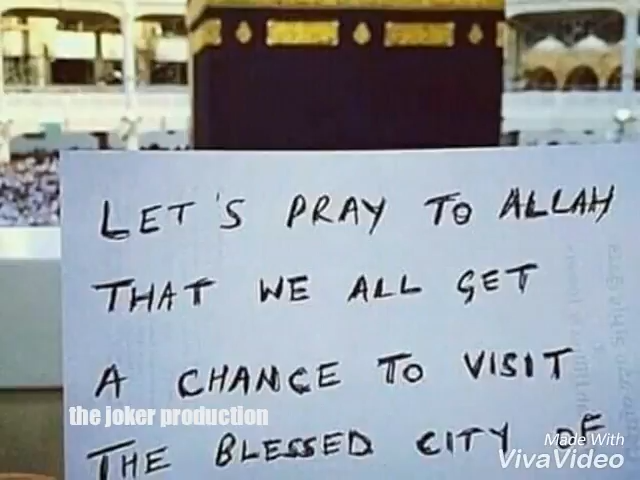 LET'S PRAY TO ALLAH
THAT WE ALL GET
A CHANCE TO VISIT
the joker production
THE BLESSED CITY OF
Made With
VivaVideo